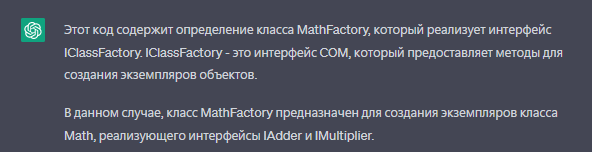 Этот код содержит определение класса MathFactory, который реализует интерфейс
IClassFactory. IClassFactory - это интерфейс COM, который предоставляет методы для
создания экземпляров объектов.
В данном случае, класс MathFactory предназначен для создания экземпляров класса
Math, реализующего интерфейсы IAdder и IMultiplier.